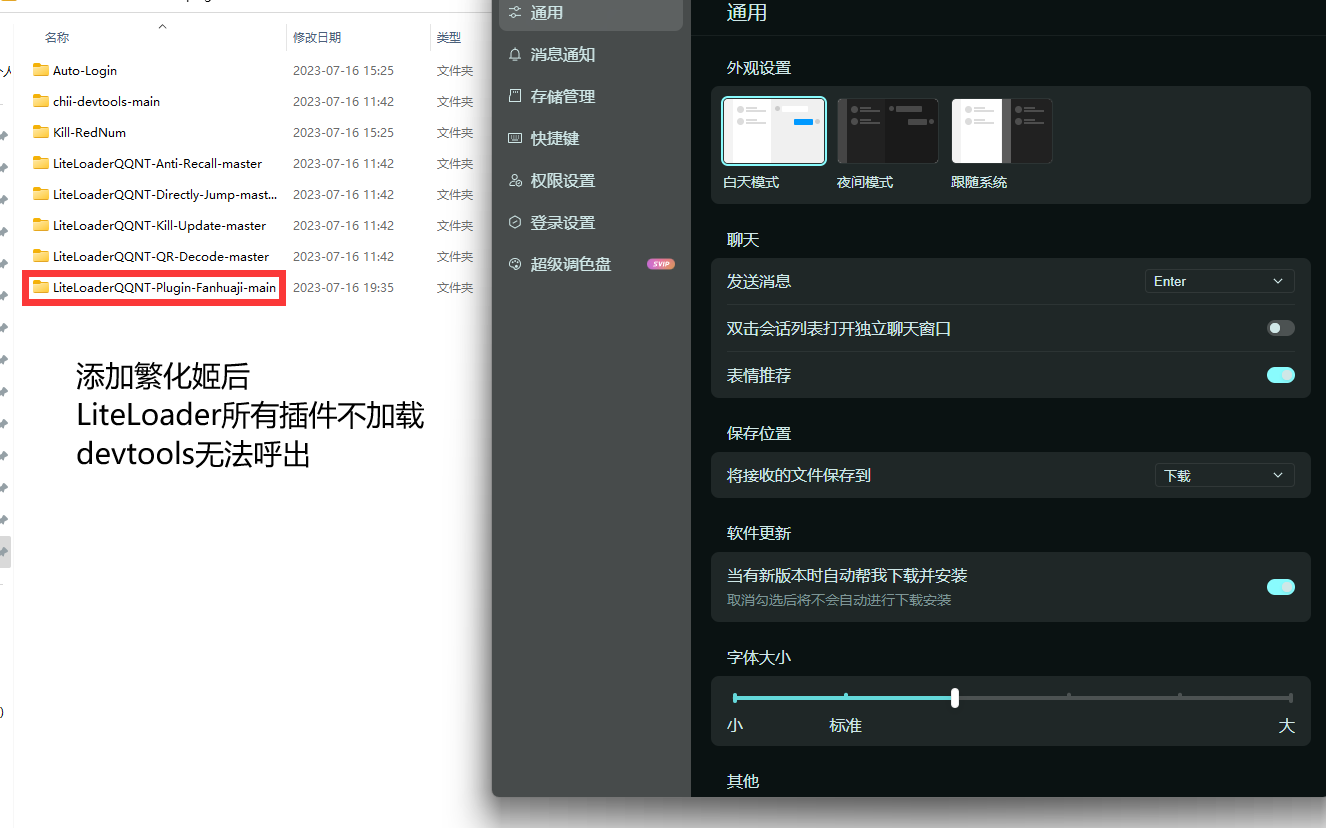 名称
修改日期
类型
Auto-Login
2023-07-16 15:25
文件夹
chii-devtools-main
2023-07-16 11:42
文件夹
Kill-RedNum
2023-07-16 15:25
文件夹
LiteLoaderQQNT-Anti-Recall-master
2023-07-16 11:42
文件夹
LiteLoaderQQNT-Directly-Jump-mast...
2023-07-16 11:42
文件夹
LiteLoaderQQNT-Kill-Update-master
2023-07-16 11:42
文件夹
LiteLoaderQQNT-QR-Decode-master
2023-07-16 11:42
文件夹
LiteLoaderQQNT-Plugin-Fanhuaji-main
2023-07-16 19:35
文件夹
添加繁化姬后
LiteLoader所有插件不加载
devtools无法呼出
通用
消息通知
存储管理
快捷键
权限设置
登录设置
超级调色盘
SVIP
通用
外观设置
白天模式
夜间模式
跟随系统
聊天
发送消息
Enter
双击会话列表打开独立聊天窗口
表情推荐
保存位置
将接收的文件保存到
下载
软件更新
当有新版本时自动帮我下载并安装
取消勾选后将不会自动进行下载安装
字体大小
小
标准
大
其他